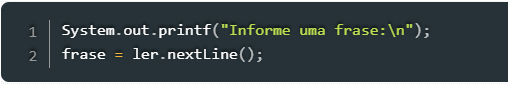 1 System.out.printf("Informe uma frase:\n");
2 frase = ler.nextLine();